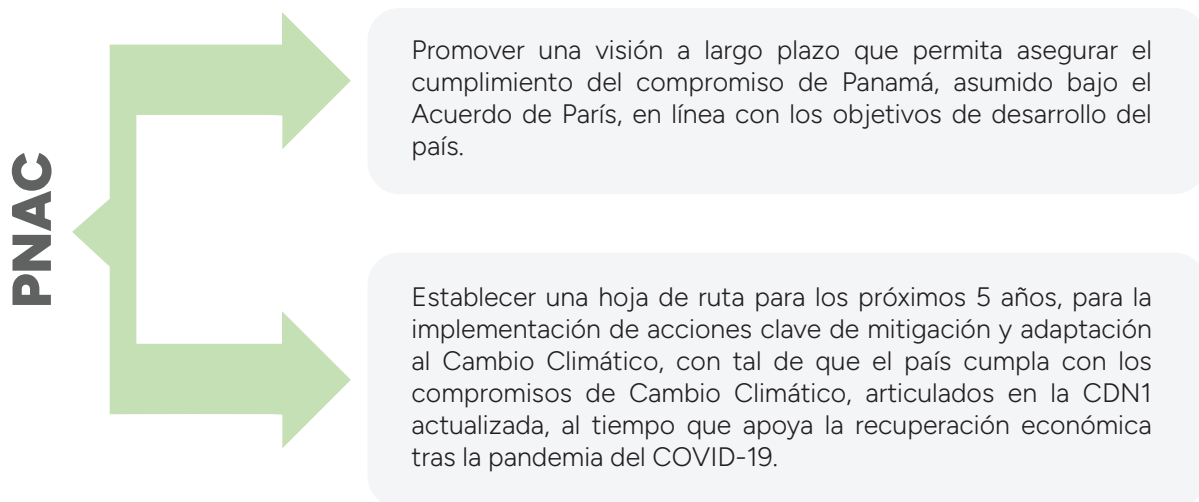 PNAC
Promover una visión a largo plazo que permita asegurar el
cumplimiento del compromiso de Panamá, asumido bajo el
Acuerdo de París, en línea con los objetivos de desarrollo del
país.
Establecer una hoja de ruta para los próximos 5 años, para la
implementación de acciones clave de mitigación y adaptación
al Cambio Climático, con tal de que el país cumpla con los
compromisos de Cambio Climático, articulados en la CDN1
actualizada, al tiempo que apoya la recuperación económica
tras la pandemia del COVID-19.